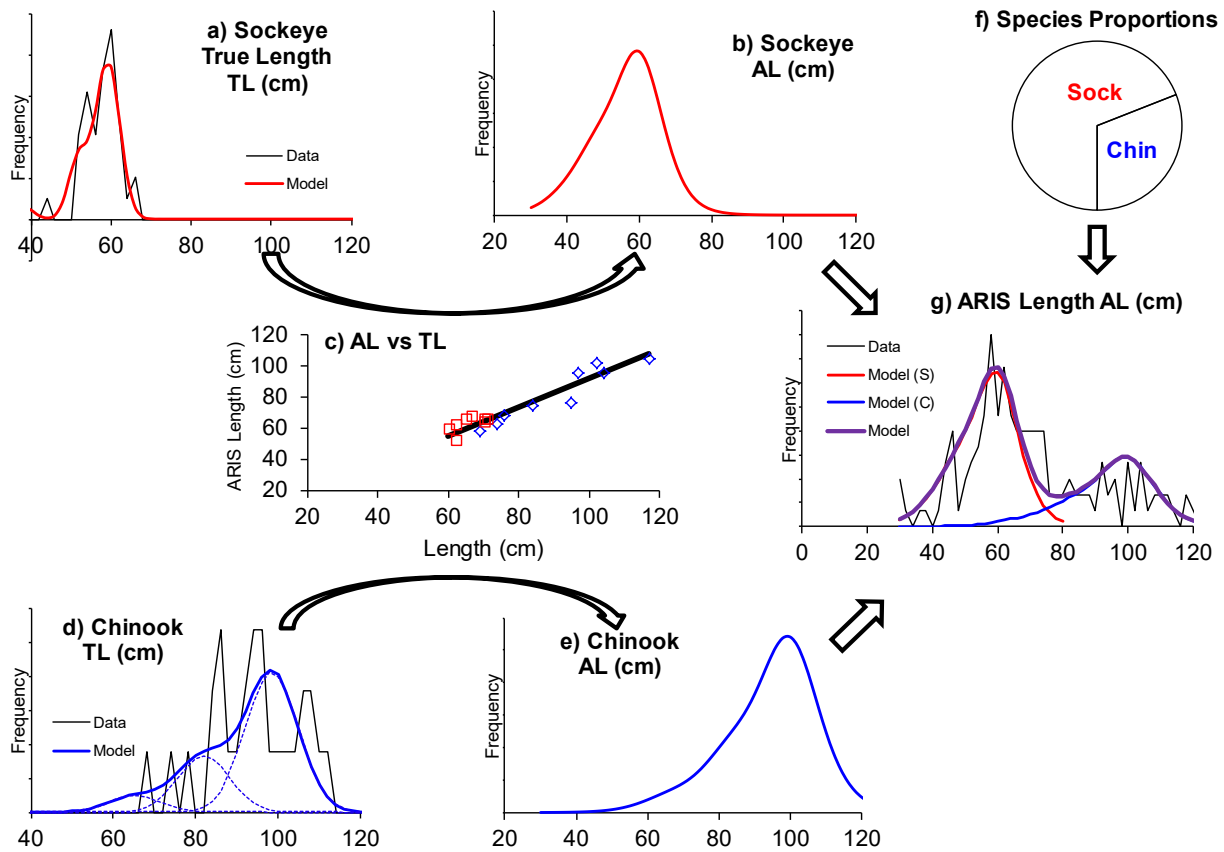 a) Sockeye
True Length
TL (cm)
Frequency
Data
Model
40 60 80 100 120
b) Sockeye
AL (cm)
Frequency
20 40 60 80 100 120
f) Species Proportions
Sock
Chin
c) AL vs TL
ARIS Length (cm)
120
100
80
60
40
20
20 40 60 80 100 120
Length (cm)
g) ARIS Length AL (cm)
Frequency
Data
Model (S)
Model (C)
Model
0 20 40 60 80 100 120
d) Chinook
TL (cm)
Frequency
Data
Model
40 60 80 100 120
e) Chinook
AL (cm)
Frequency
20 40 60 80 100 120